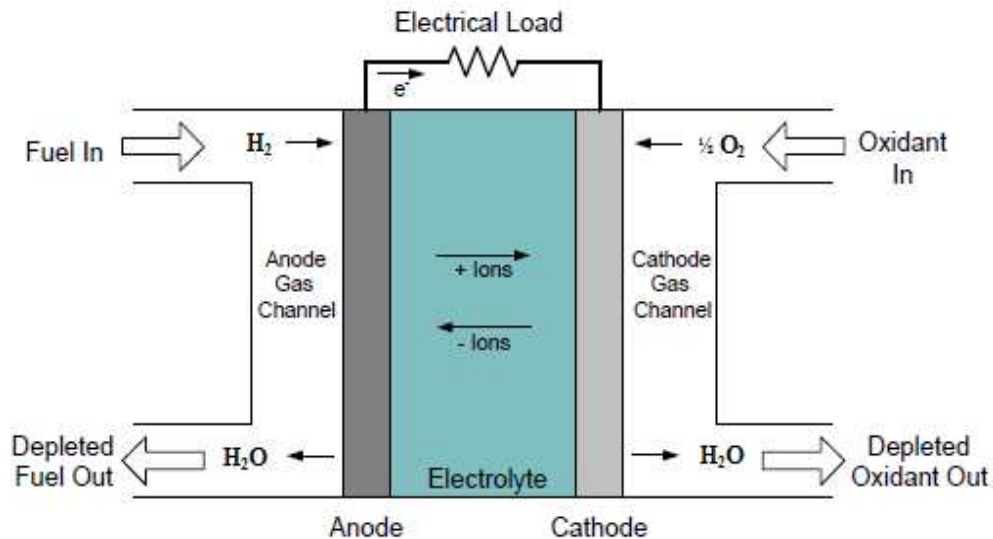 Electrical Load
e⁻
Fuel In
H₂
½ O₂
Oxidant
In
Anode
Gas
Channel
+ Ions
- Ions
Cathode
Gas
Channel
Depleted
Fuel Out
H₂O
Electrolyte
H₂O
Depleted
Oxidant Out
Anode
Cathode